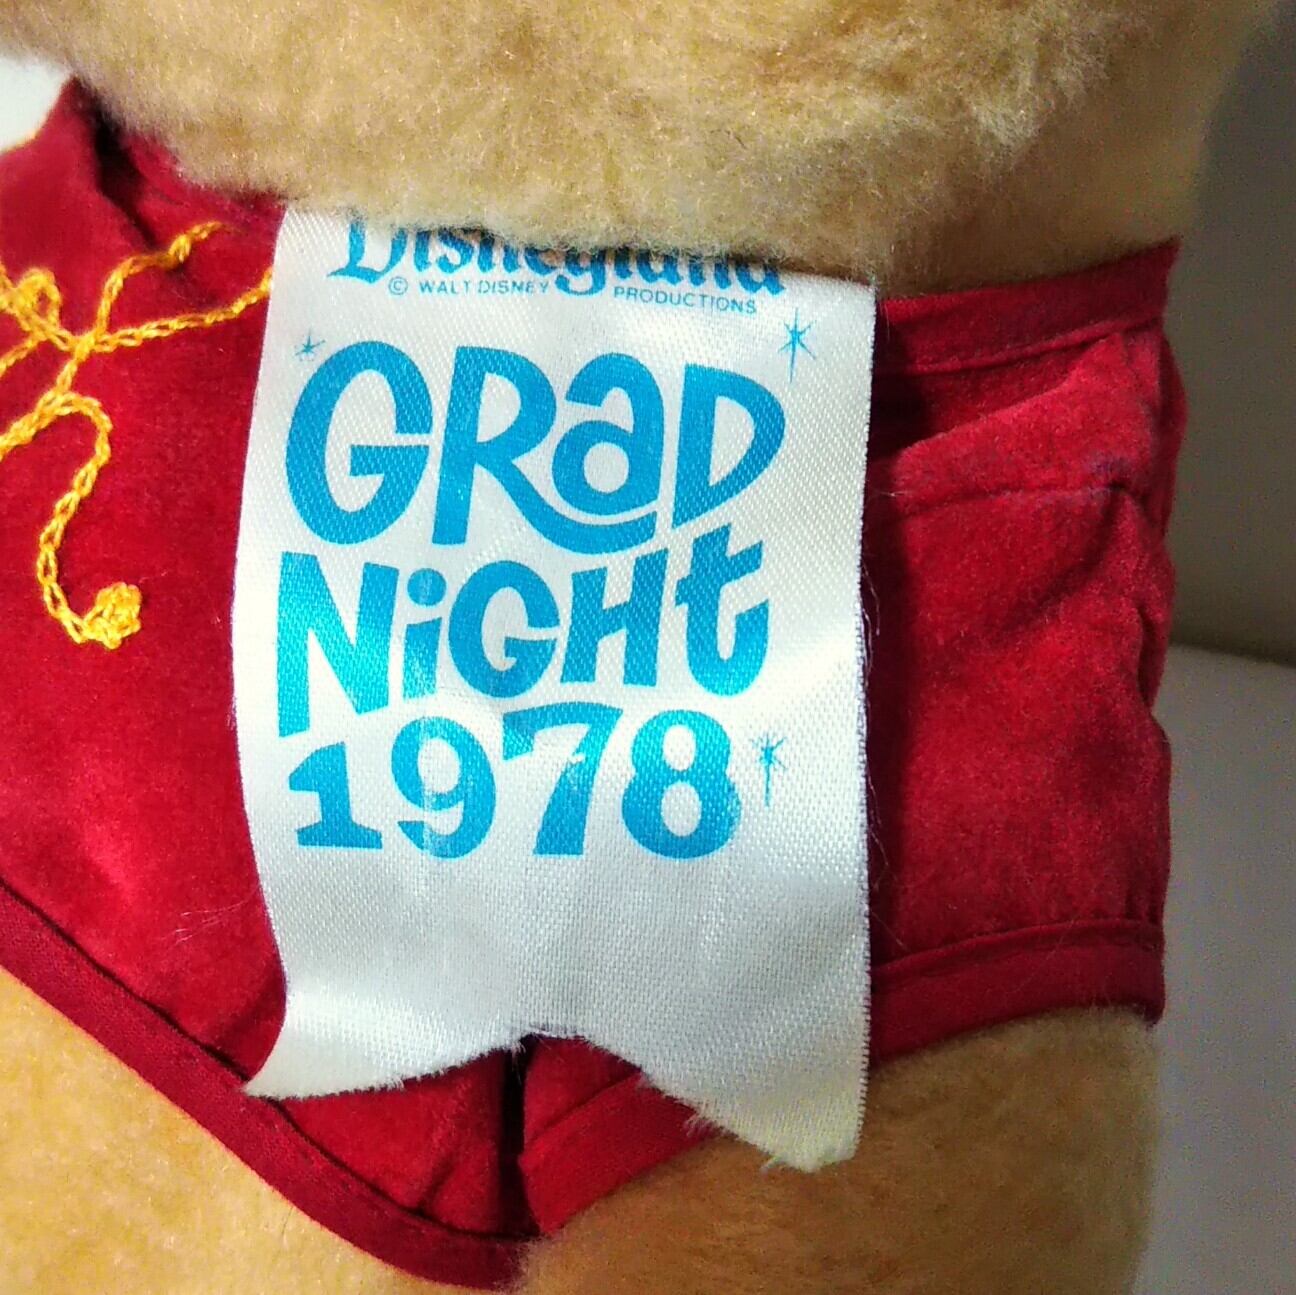 Disneyland
© WALT DISNEY PRODUCTIONS
GRaD
NiGHt
1978